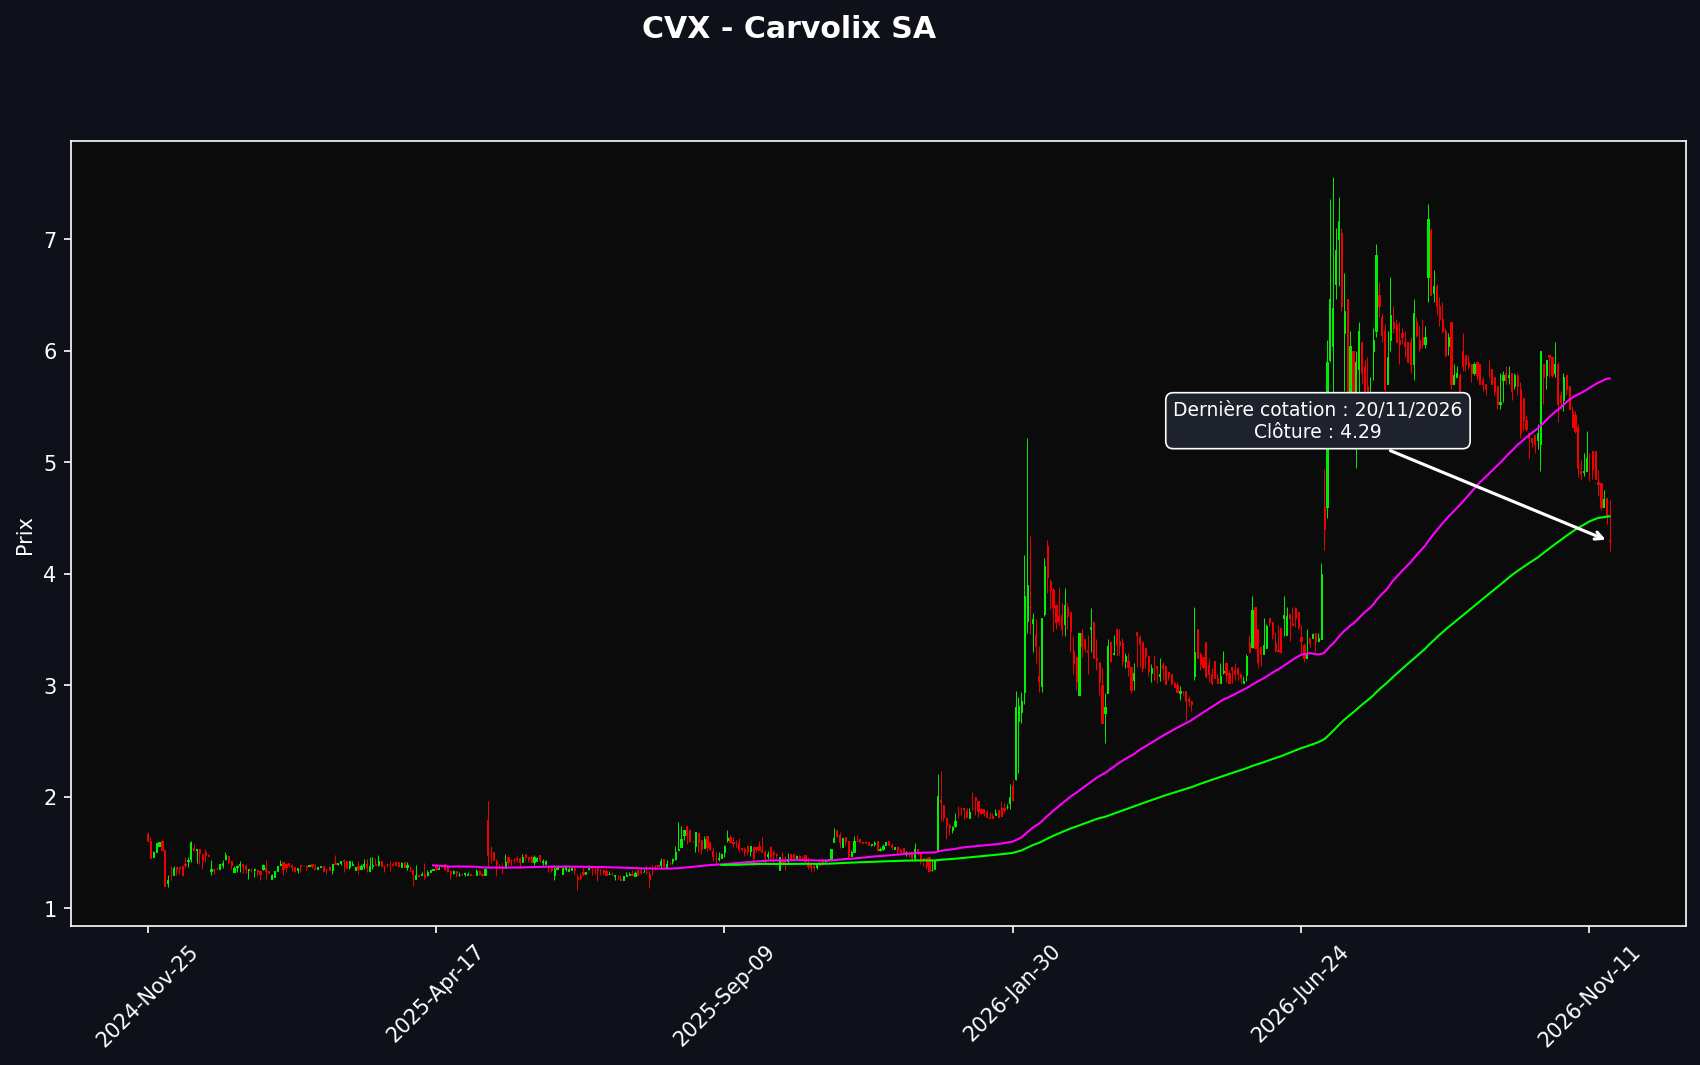 CVX - Carvolix SA
Prix
7
6
5
4
3
2
1
Dernière cotation : 20/11/2026
Clôture : 4.29
2024-Nov-25
2025-Apr-17
2025-Sep-09
2026-Jan-30
2026-Jun-24
2026-Nov-11